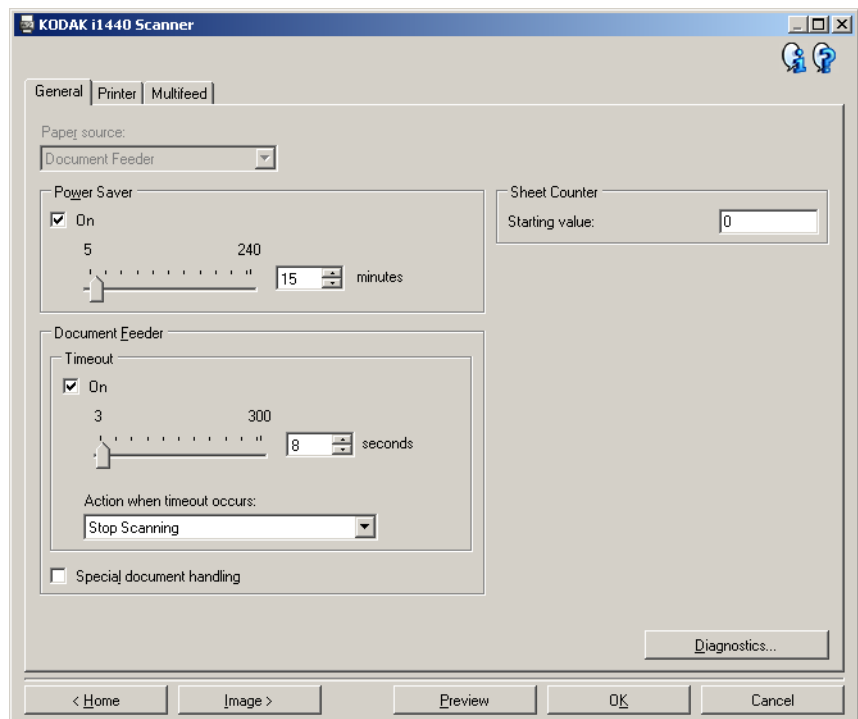 KODAK i1440 Scanner
General Printer Multifeed
Paper source:
Document Feeder
Power Saver
On
5 240
15 minutes
Sheet Counter
Starting value: 0
Document Feeder
Timeout
On
3 300
8 seconds
Action when timeout occurs:
Stop Scanning
Special document handling
Diagnostics...
< Home Image > Preview OK Cancel